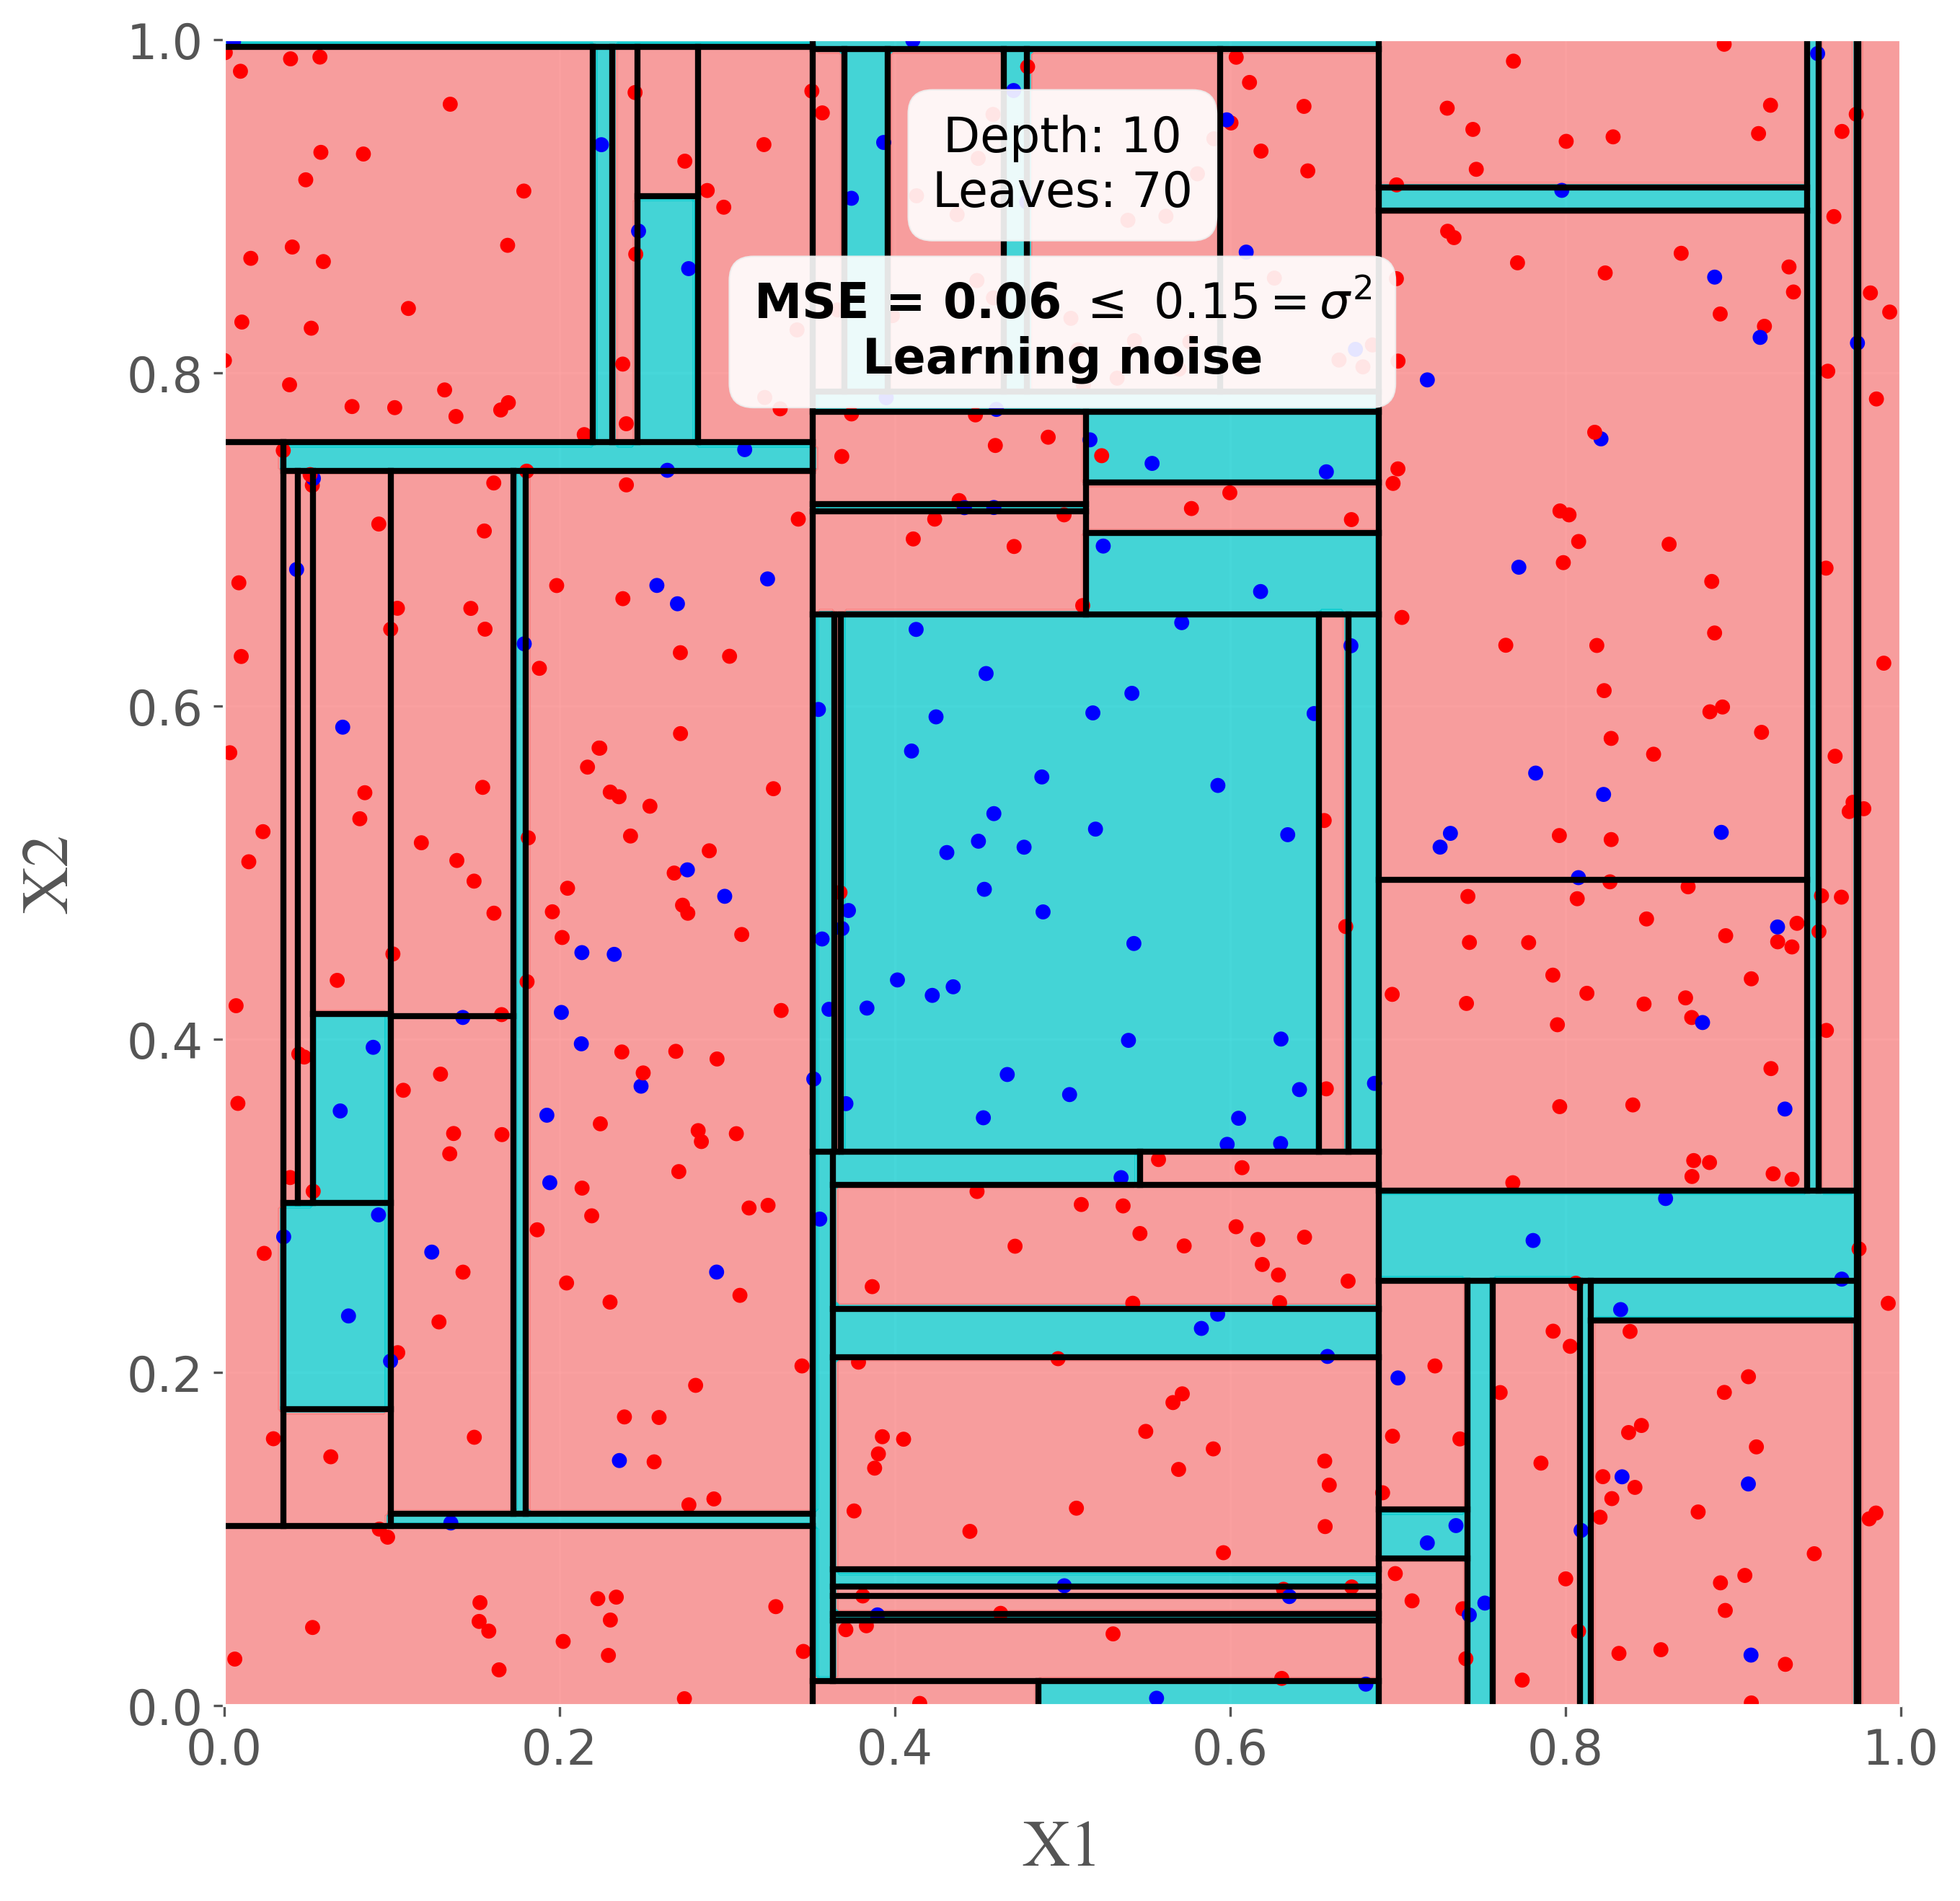 1.0
Depth: 10
Leaves: 70
MSE = 0.06 ≤ 0.15 = σ²
Learning noise
0.8
0.6
X2
0.4
0.2
0.0
0.0 0.2 0.4 0.6 0.8 1.0
X1